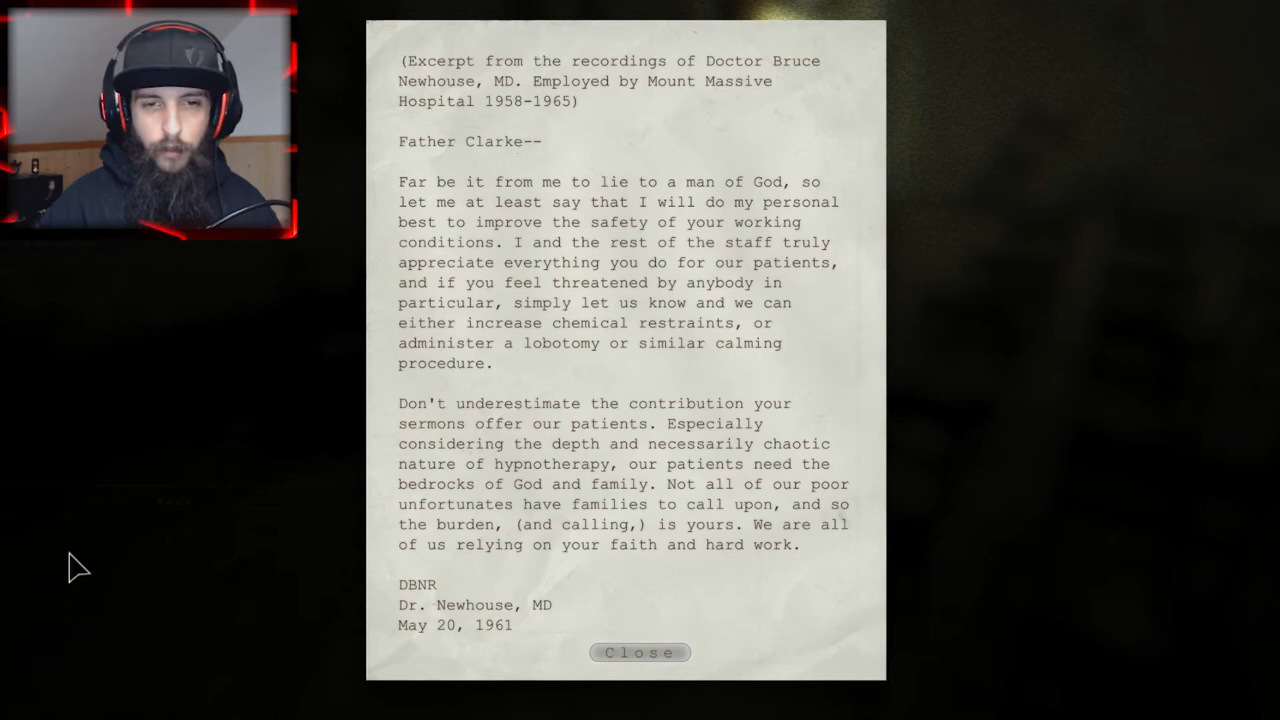 (Excerpt from the recordings of Doctor Bruce
Newhouse, MD. Employed by Mount Massive
Hospital 1958-1965)
Father Clarke--
Far be it from me to lie to a man of God, so
let me at least say that I will do my personal
best to improve the safety of your working
conditions. I and the rest of the staff truly
appreciate everything you do for our patients,
and if you feel threatened by anybody in
particular, simply let us know and we can
either increase chemical restraints, or
administer a lobotomy or similar calming
procedure.
Don't underestimate the contribution your
sermons offer our patients. Especially
considering the depth and necessarily chaotic
nature of hypnotherapy, our patients need the
bedrocks of God and family. Not all of our poor
unfortunates have families to call upon, and so
the burden, (and calling,) is yours. We are all
of us relying on your faith and hard work.
DBNR
Dr. Newhouse, MD
May 20, 1961
Close